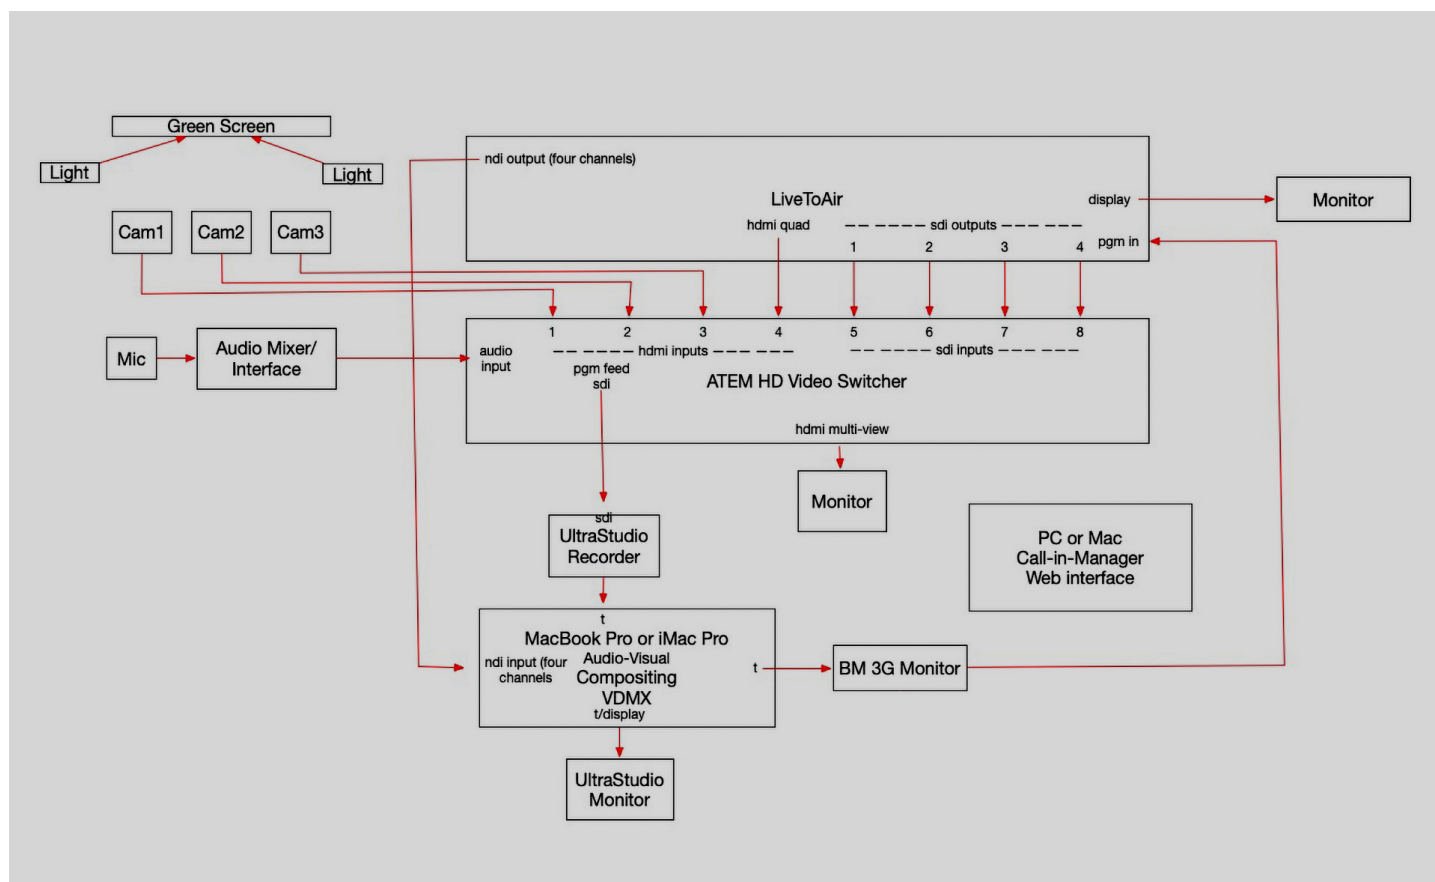 Green Screen
Light
Light
Cam1
Cam2
Cam3
ndi output (four channels)
LiveToAir
display
Monitor
hdmi quad
sdi outputs
1
2
3
4
pgm in
Mic
Audio Mixer/
Interface
1
2
3
4
5
6
7
8
audio
input
hdmi inputs
sdi inputs
pgm feed
sdi
ATEM HD Video Switcher
hdmi multi-view
Monitor
sdi
UltraStudio
Recorder
PC or Mac
Call-in-Manager
Web interface
t
MacBook Pro or iMac Pro
ndi input (four
channels
Audio-Visual
Compositing
VDMX
t/display
t
BM 3G Monitor
UltraStudio
Monitor